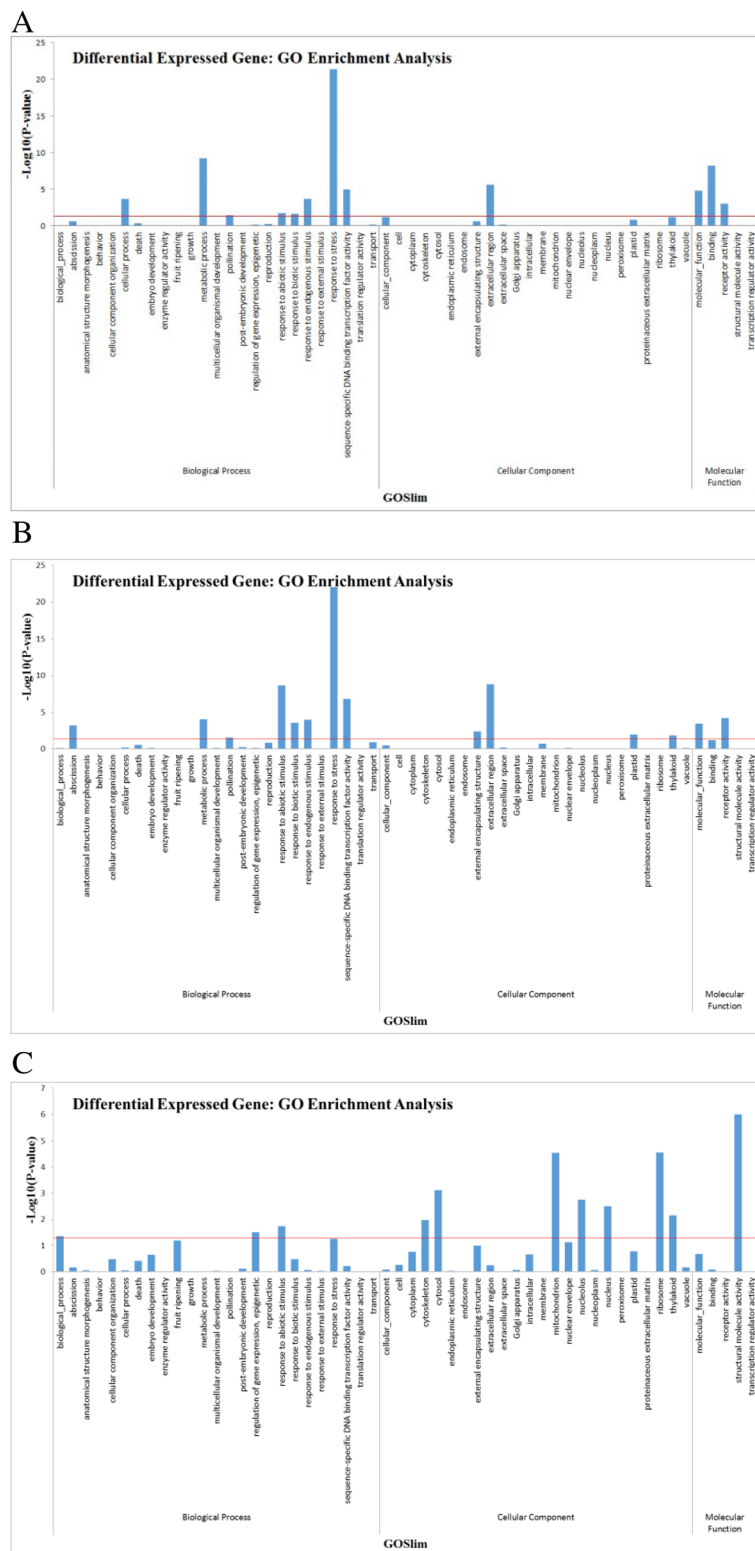 A
Differential Expressed Gene: GO Enrichment Analysis
-Log10(P-value)
25
20
15
10
5
0
biological_process
abscission
anatomical structure morphogenesis
behavior
cellular component organization
cellular process
death
embryo development
enzyme regulator activity
fruit ripening
growth
metabolic process
multicellular organismal development
pollination
post-embryonic development
regulation of gene expression, epigenetic
reproduction
response to abiotic stimulus
response to biotic stimulus
response to endogenous stimulus
response to external stimulus
response to stress
sequence-specific DNA binding transcription factor activity
translation regulator activity
transport
cellular_component
cell
cytoplasm
cytoskeleton
cytosol
endoplasmic reticulum
endosome
external encapsulating structure
extracellular region
extracellular space
Golgi apparatus
intracellular
membrane
mitochondrion
nuclear envelope
nucleolus
nucleoplasm
nucleus
peroxisome
plastid
proteinaceous extracellular matrix
ribosome
thylakoid
vacuole
molecular_function
binding
receptor activity
structural molecule activity
transcription regulator activity
Biological Process
Cellular Component
Molecular
Function
GOSlim
B
Differential Expressed Gene: GO Enrichment Analysis
-Log10(P-value)
25
20
15
10
5
0
biological_process
abscission
anatomical structure morphogenesis
behavior
cellular component organization
cellular process
death
embryo development
enzyme regulator activity
fruit ripening
growth
metabolic process
multicellular organismal development
pollination
post-embryonic development
regulation of gene expression, epigenetic
reproduction
response to abiotic stimulus
response to biotic stimulus
response to endogenous stimulus
response to external stimulus
response to stress
sequence-specific DNA binding transcription factor activity
translation regulator activity
transport
cellular_component
cell
cytoplasm
cytoskeleton
cytosol
endoplasmic reticulum
endosome
external encapsulating structure
extracellular region
extracellular space
Golgi apparatus
intracellular
membrane
mitochondrion
nuclear envelope
nucleolus
nucleoplasm
nucleus
peroxisome
plastid
proteinaceous extracellular matrix
ribosome
thylakoid
vacuole
molecular_function
binding
receptor activity
structural molecule activity
transcription regulator activity
Biological Process
Cellular Component
Molecular
Function
GOSlim
C
Differential Expressed Gene: GO Enrichment Analysis
-Log10(P-value)
7
6
5
4
3
2
1
0
biological_process
abscission
anatomical structure morphogenesis
behavior
cellular component organization
cellular process
death
embryo development
enzyme regulator activity
fruit ripening
growth
metabolic process
multicellular organismal development
pollination
post-embryonic development
regulation of gene expression, epigenetic
reproduction
response to abiotic stimulus
response to biotic stimulus
response to endogenous stimulus
response to external stimulus
response to stress
sequence-specific DNA binding transcription factor activity
translation regulator activity
transport
cellular_component
cell
cytoplasm
cytoskeleton
cytosol
endoplasmic reticulum
endosome
external encapsulating structure
extracellular region
extracellular space
Golgi apparatus
intracellular
membrane
mitochondrion
nuclear envelope
nucleolus
nucleoplasm
nucleus
peroxisome
plastid
proteinaceous extracellular matrix
ribosome
thylakoid
vacuole
molecular_function
binding
receptor activity
structural molecule activity
transcription regulator activity
Biological Process
Cellular Component
Molecular
Function
GOSlim